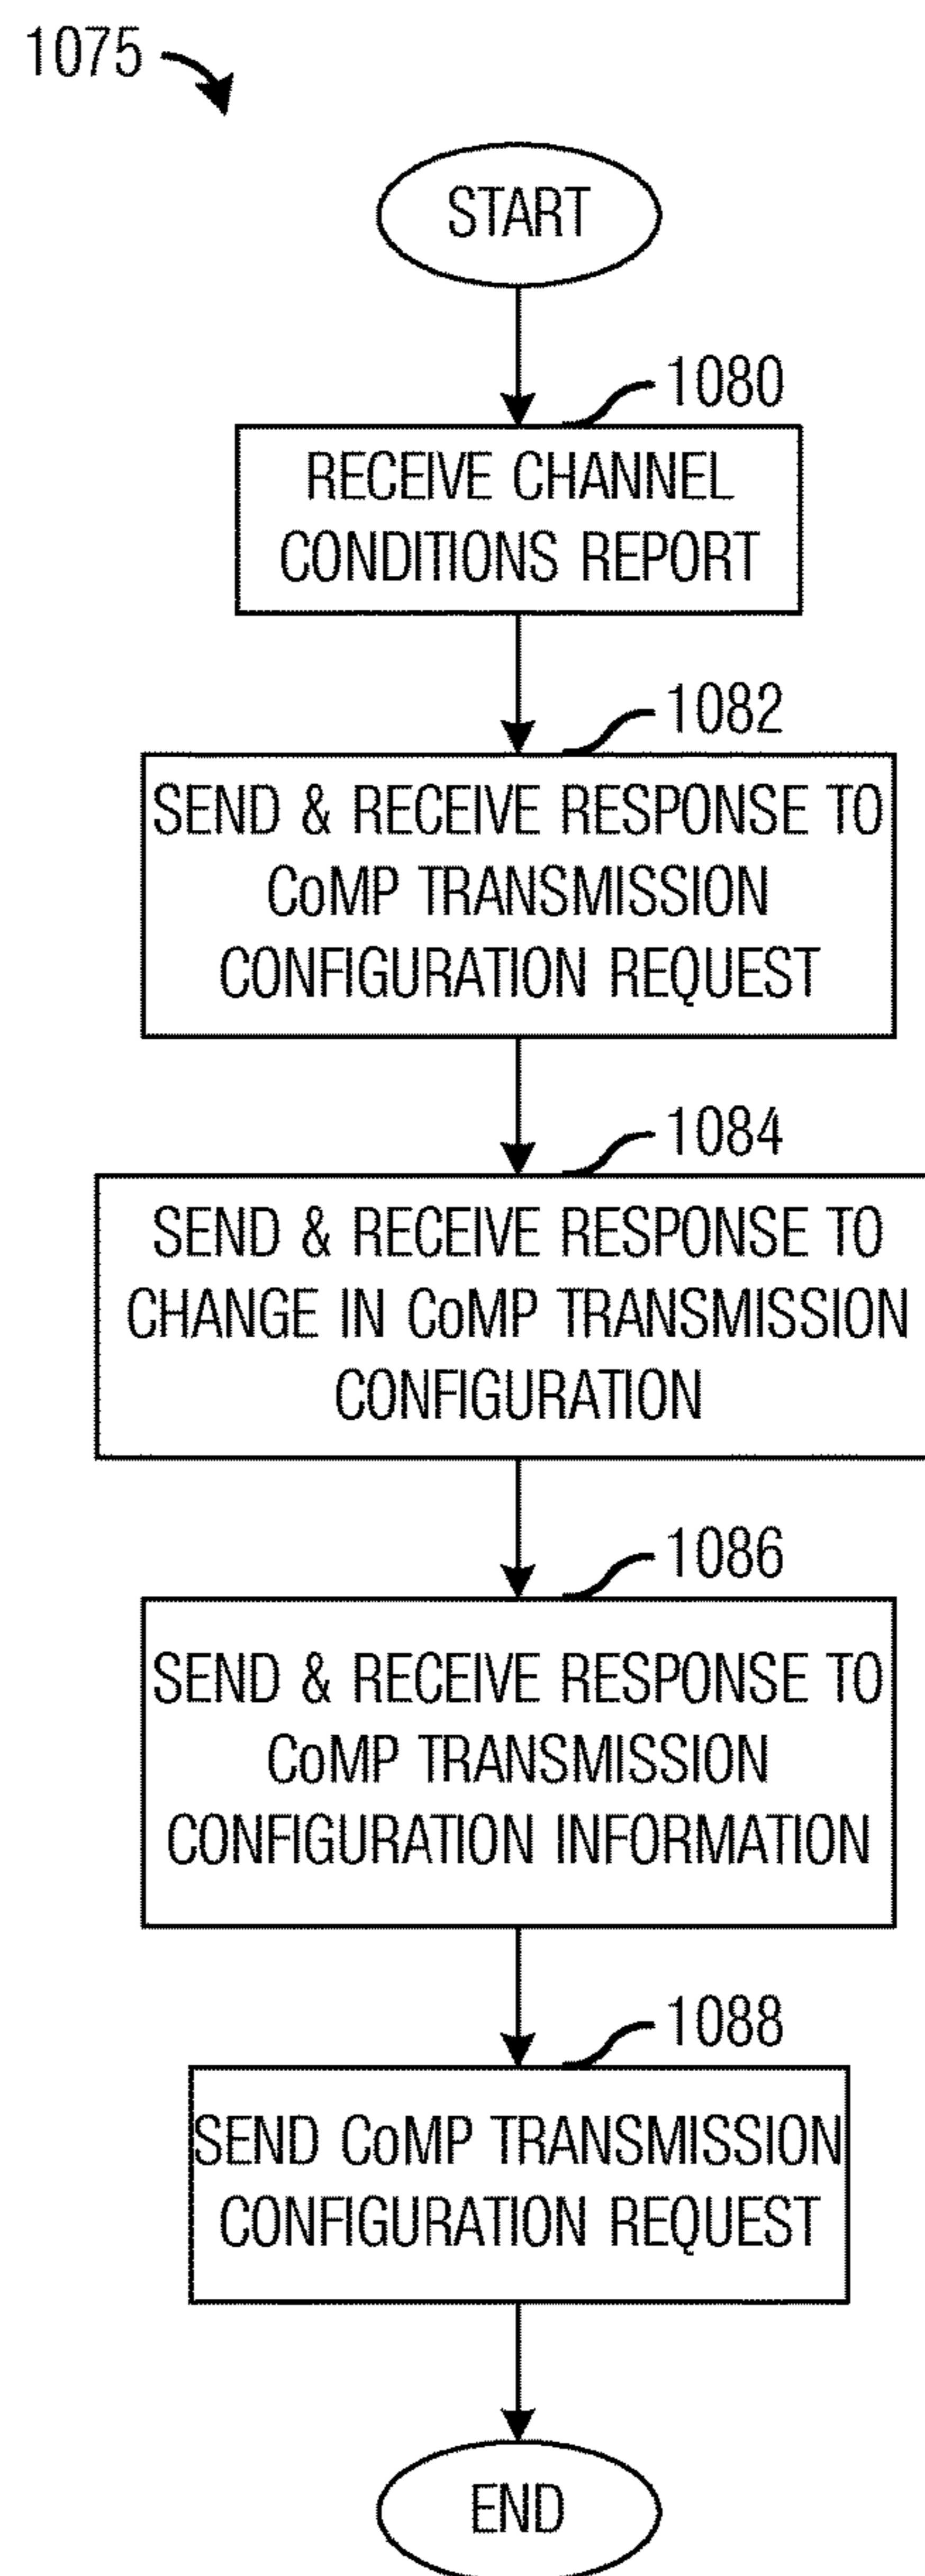 1075
START
1080
RECEIVE CHANNEL
CONDITIONS REPORT
1082
SEND & RECEIVE RESPONSE TO
CoMP TRANSMISSION
CONFIGURATION REQUEST
1084
SEND & RECEIVE RESPONSE TO
CHANGE IN CoMP TRANSMISSION
CONFIGURATION
1086
SEND & RECEIVE RESPONSE TO
CoMP TRANSMISSION
CONFIGURATION INFORMATION
1088
SEND CoMP TRANSMISSION
CONFIGURATION REQUEST
END